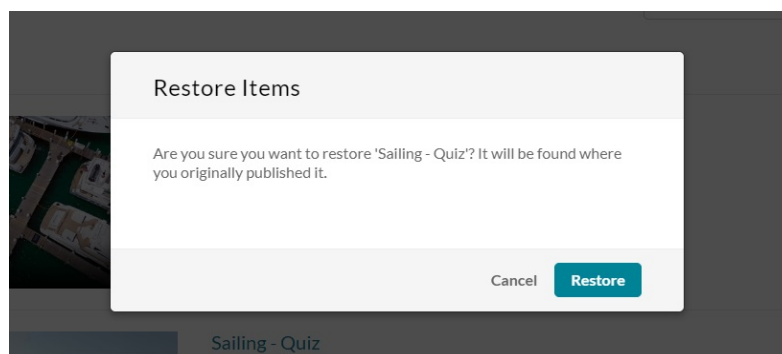 Restore Items
Are you sure you want to restore 'Sailing - Quiz'? It will be found where
you originally published it.
Cancel Restore
Sailing - Quiz